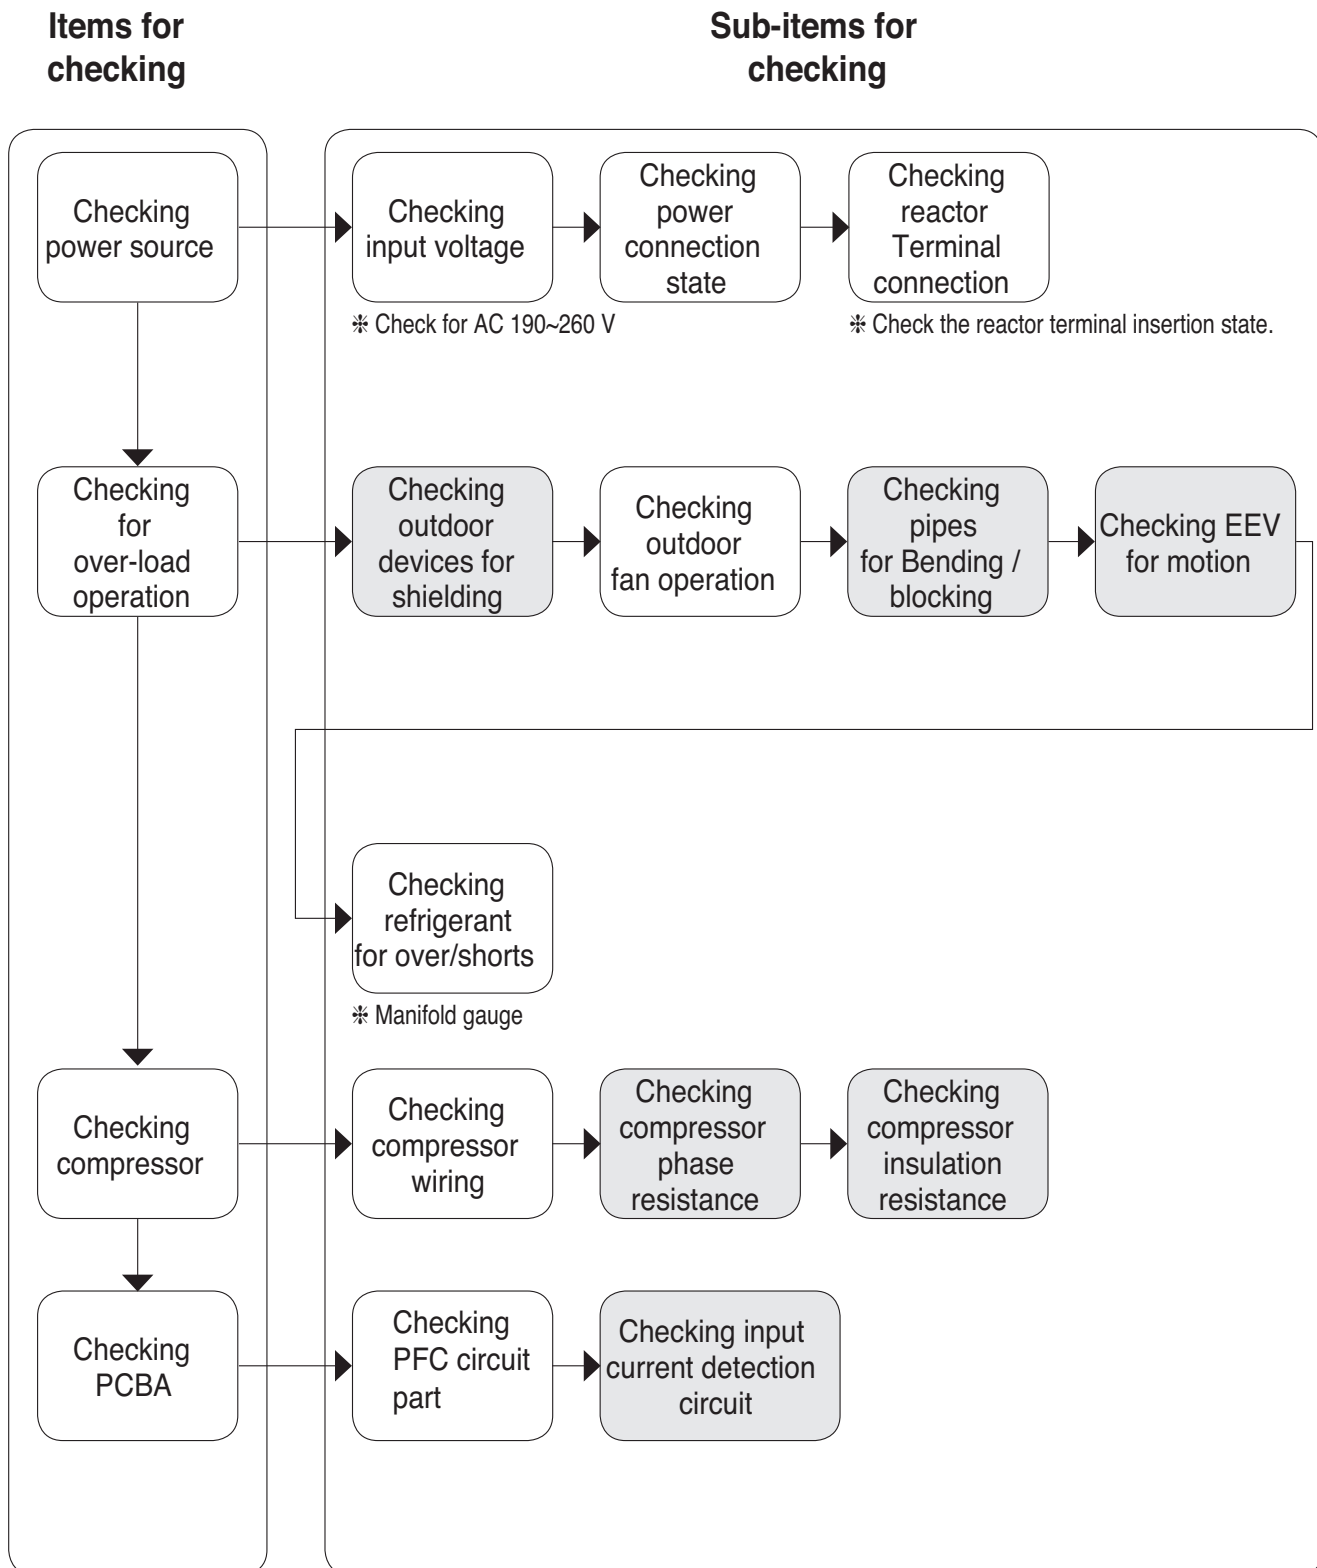 Items for
checking
Sub-items for
checking
Checking
power source
Checking
input voltage
Checking
power
connection
state
Checking
reactor
Terminal
connection
❈ Check for AC 190~260 V
❈ Check the reactor terminal insertion state.
Checking
for
over-load
operation
Checking
outdoor
devices for
shielding
Checking
outdoor
fan operation
Checking
pipes
for Bending /
blocking
Checking EEV
for motion
Checking
refrigerant
for over/shorts
❈ Manifold gauge
Checking
compressor
Checking
compressor
wiring
Checking
compressor
phase
resistance
Checking
compressor
insulation
resistance
Checking
PCBA
Checking
PFC circuit
part
Checking input
current detection
circuit